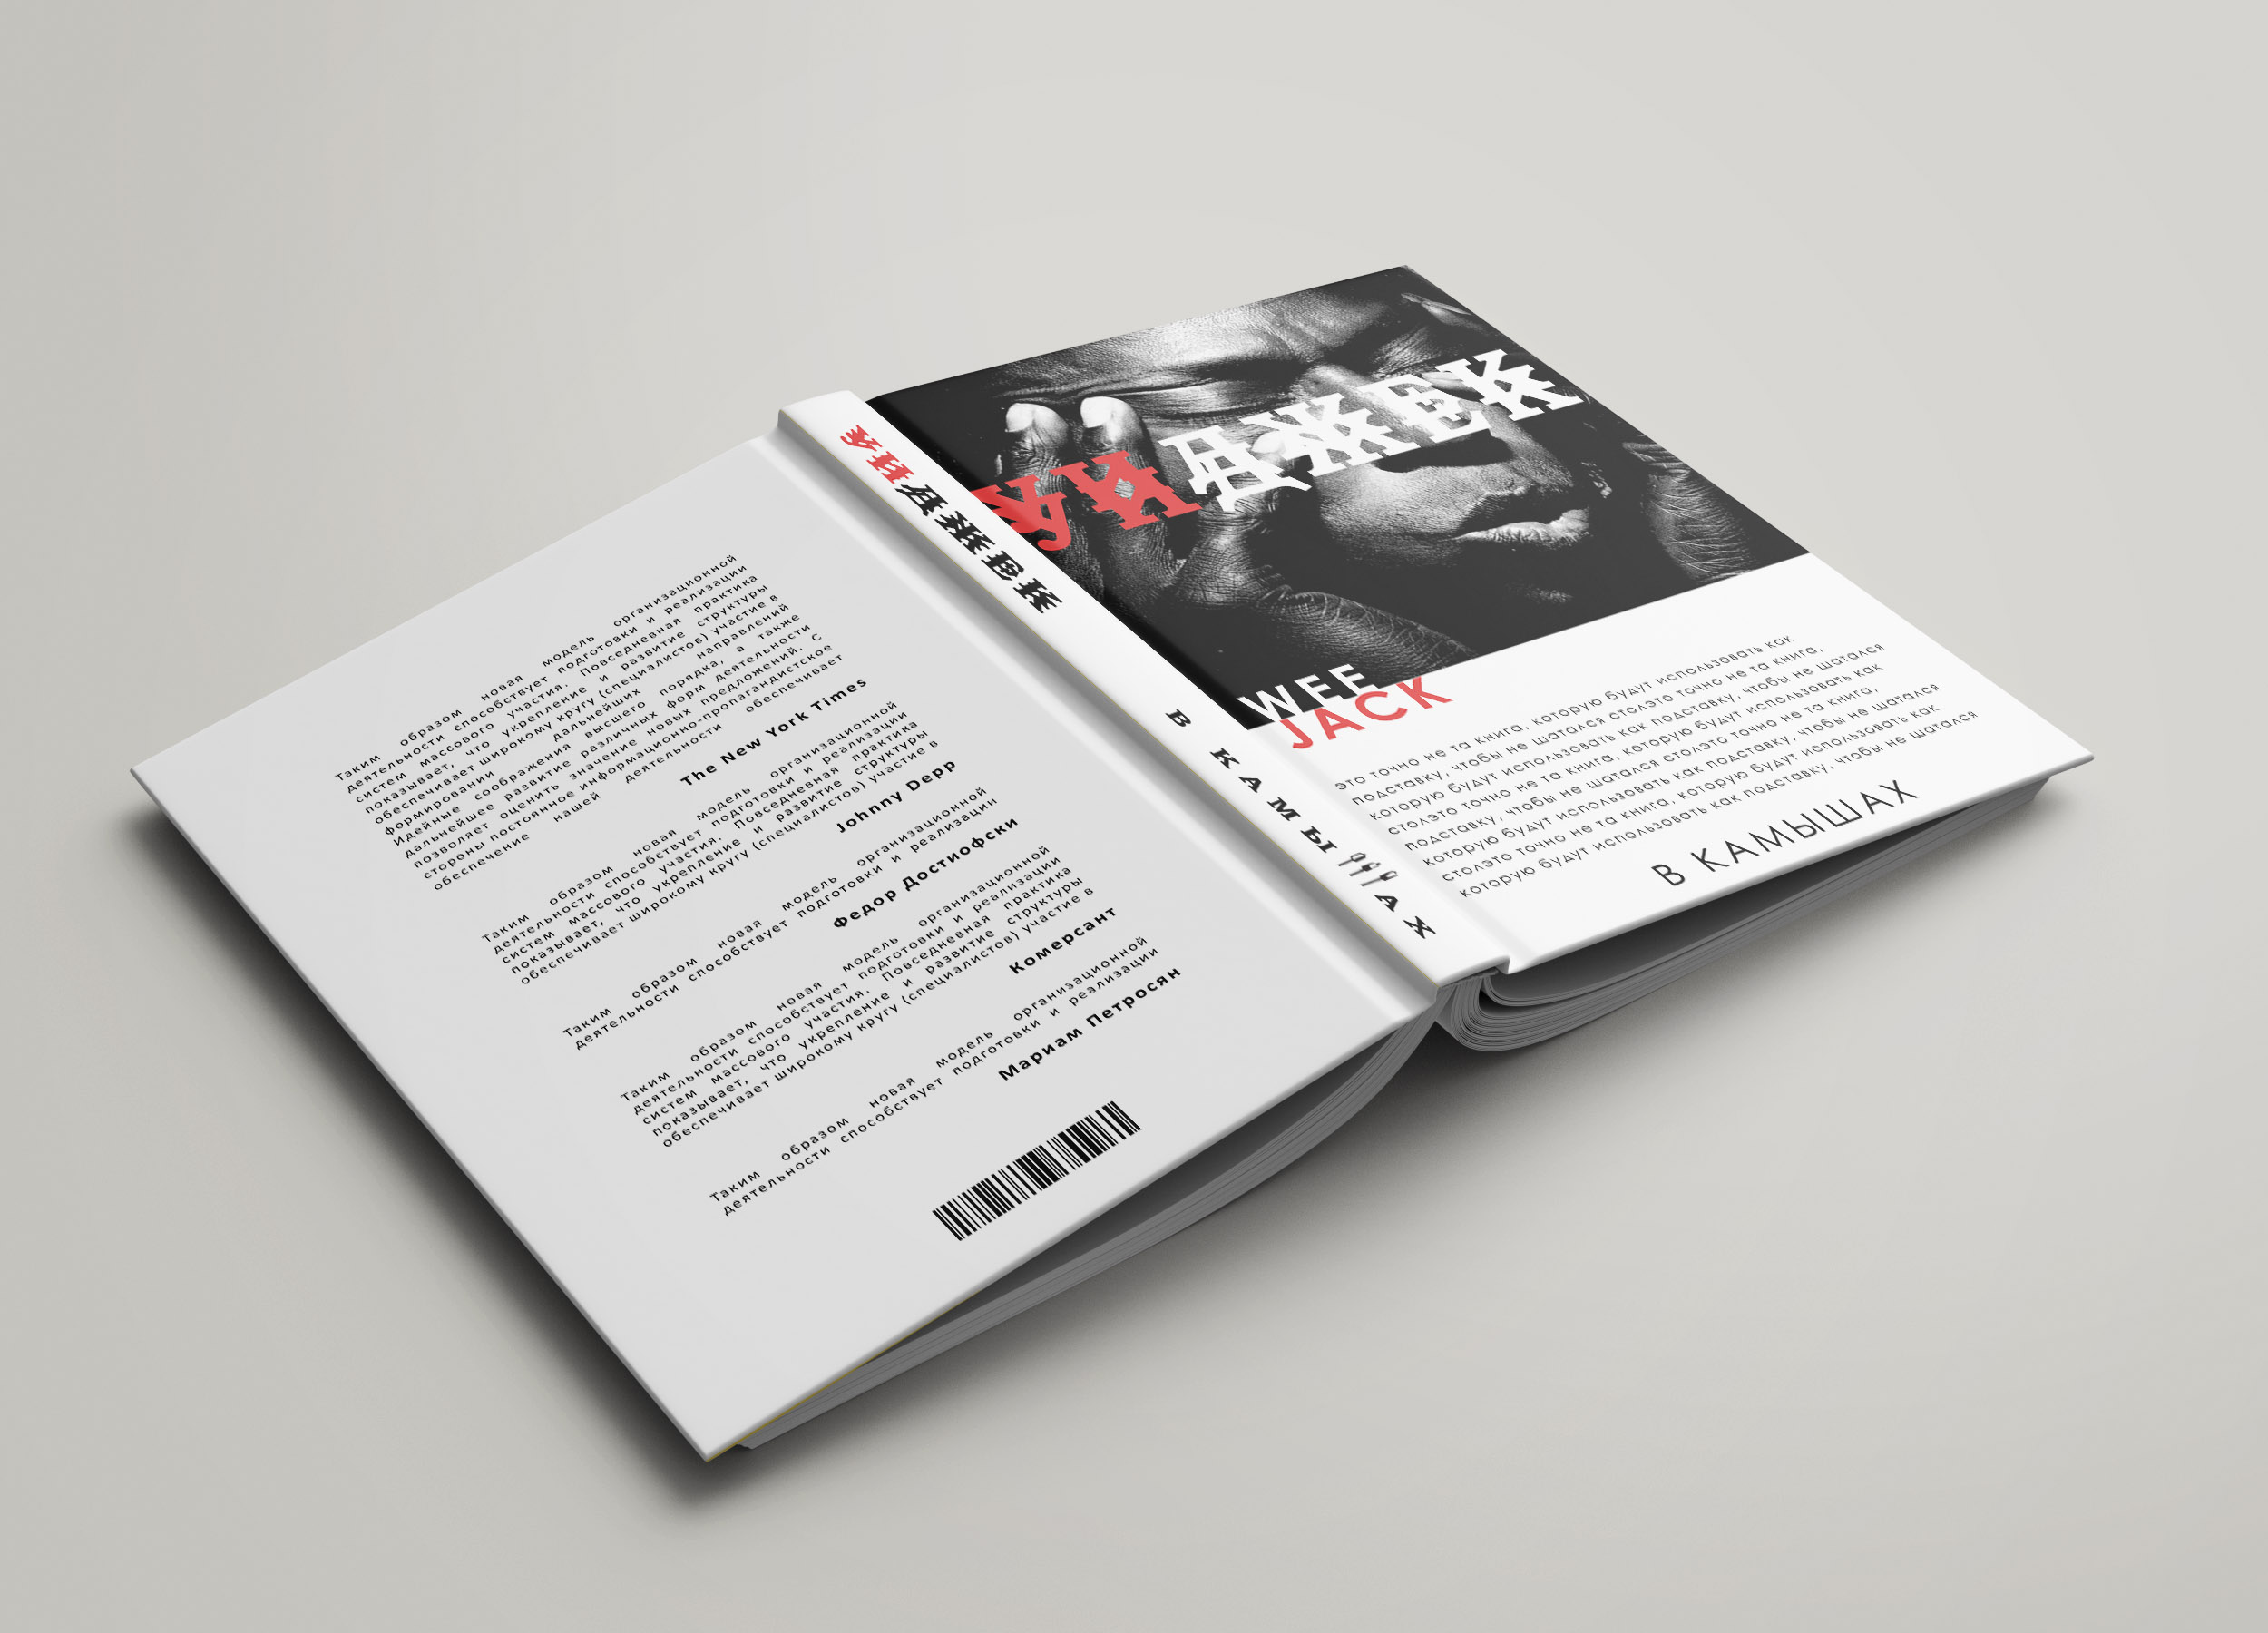 Таким образом новая модель организационной
деятельности способствует подготовки и реализации
систем массового участия. Повседневная практика
показывает, что укрепление и развитие структуры
обеспечивает широкому кругу (специалистов) участие в
формировании дальнейших направлений
Идейные соображения высшего порядка, а также
дальнейшее развитие различных форм деятельности
позволяет оценить значение новых предложений. С
стороны постоянное информационно-пропагандистское
обеспечение нашей деятельности обеспечивает
The New York Times
Таким образом новая модель организационной
деятельности способствует подготовки и реализации
систем массового участия. Повседневная практика
показывает, что укрепление и развитие структуры
обеспечивает широкому кругу (специалистов) участие в
Johnny Depp
Таким образом новая модель организационной
деятельности способствует подготовки и реализации
Федор Достиофски
Таким образом новая модель организационной
деятельности способствует подготовки и реализации
систем массового участия. Повседневная практика
показывает, что укрепление и развитие структуры
обеспечивает широкому кругу (специалистов) участие в
Комерсант
Таким образом новая модель организационной
деятельности способствует подготовки и реализации
Мариам Петросян
УИДЖЕК
В КАМЫШАХ
УИДЖЕК
WEE
JACK
это точно не та книга, которую будут использовать как
подставку, чтобы не шатался столэто точно не та книга,
которую будут использовать как подставку, чтобы не шатался
столэто точно не та книга, которую будут использовать как
подставку, чтобы не шатался столэто точно не та книга,
которую будут использовать как подставку, чтобы не шатался
столэто точно не та книга, которую будут использовать как
которую будут использовать как подставку, чтобы не шатался
В КАМЫШАХ